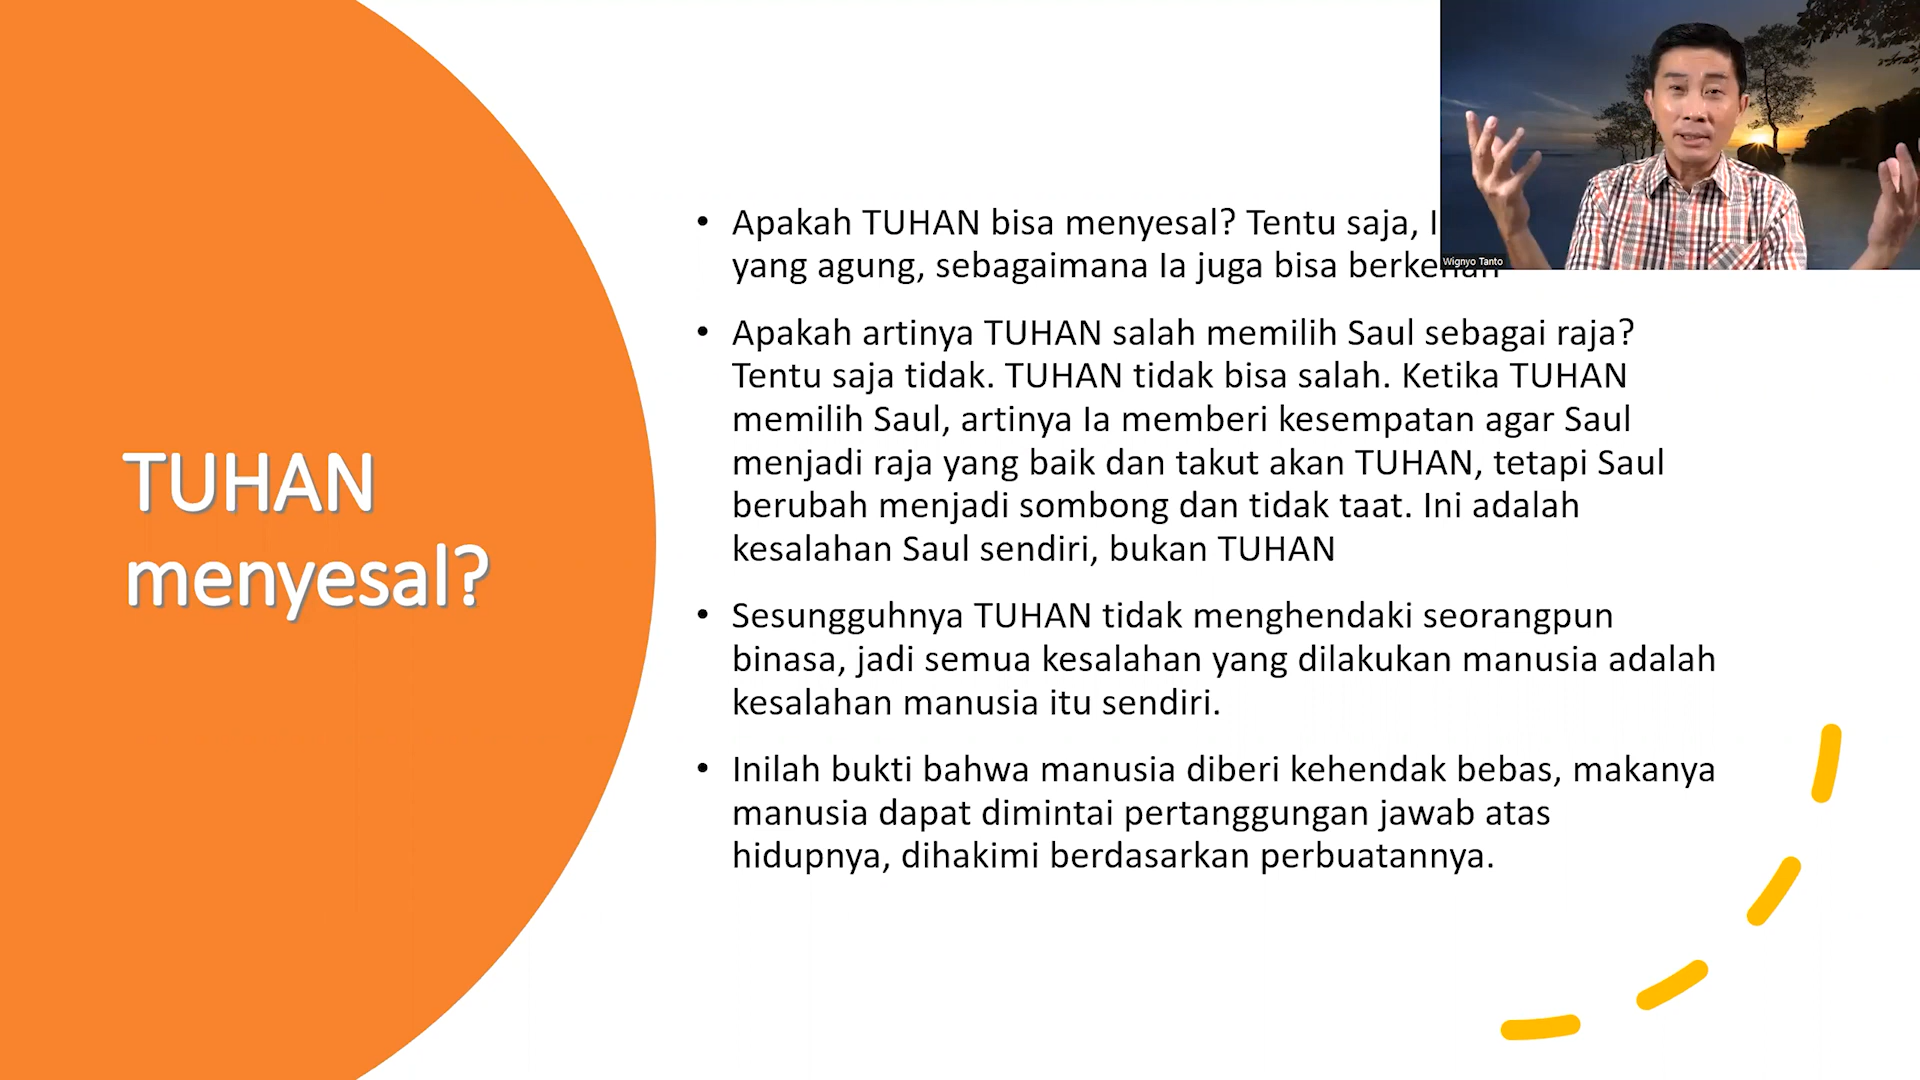 TUHAN
menyesal?
• Apakah TUHAN bisa menyesal? Tentu saja,
yang agung, sebagaimana Ia juga bisa
• Apakah artinya TUHAN salah memilih Saul sebagai raja?
Tentu saja tidak. TUHAN tidak bisa salah. Ketika TUHAN
memilih Saul, artinya Ia memberi kesempatan agar Saul
menjadi raja yang baik dan takut akan TUHAN, tetapi Saul
berubah menjadi sombong dan tidak taat. Ini adalah
kesalahan Saul sendiri, bukan TUHAN
• Sesungguhnya TUHAN tidak menghendaki seorangpun
binasa, jadi semua kesalahan yang dilakukan manusia adalah
kesalahan manusia itu sendiri.
• Inilah bukti bahwa manusia diberi kehendak bebas, makanya
manusia dapat dimintai pertanggungan jawab atas
hidupnya, dihakimi berdasarkan perbuatannya.
Wignyo Tanto